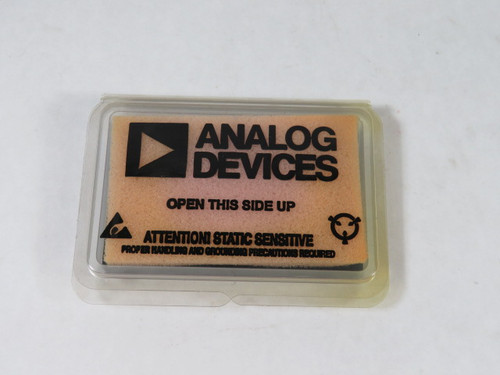 ANALOG
DEVICES
OPEN THIS SIDE UP
ATTENTION! STATIC SENSITIVE
PROPER HANDLING AND GROUNDING PRECAUTIONS REQUIRED